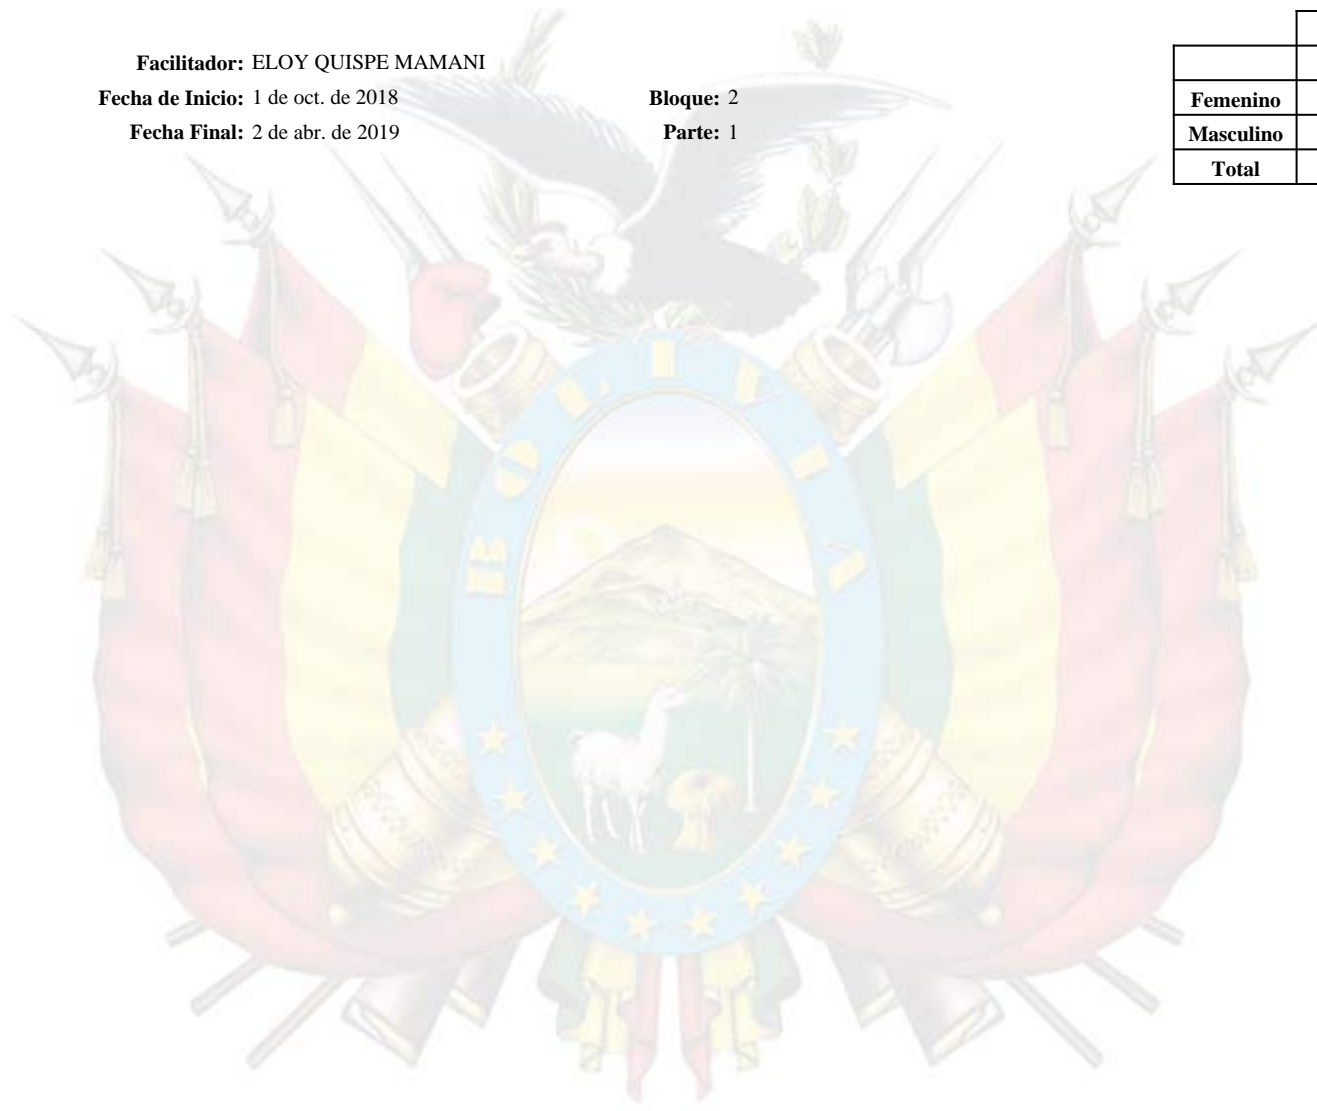 Facilitador: ELOY QUISPE MAMANI
Fecha de Inicio: 1 de oct. de 2018 Bloque: 2
Fecha Final: 2 de abr. de 2019 Parte: 1
Femenino
Masculino
Total
BOLIVIA